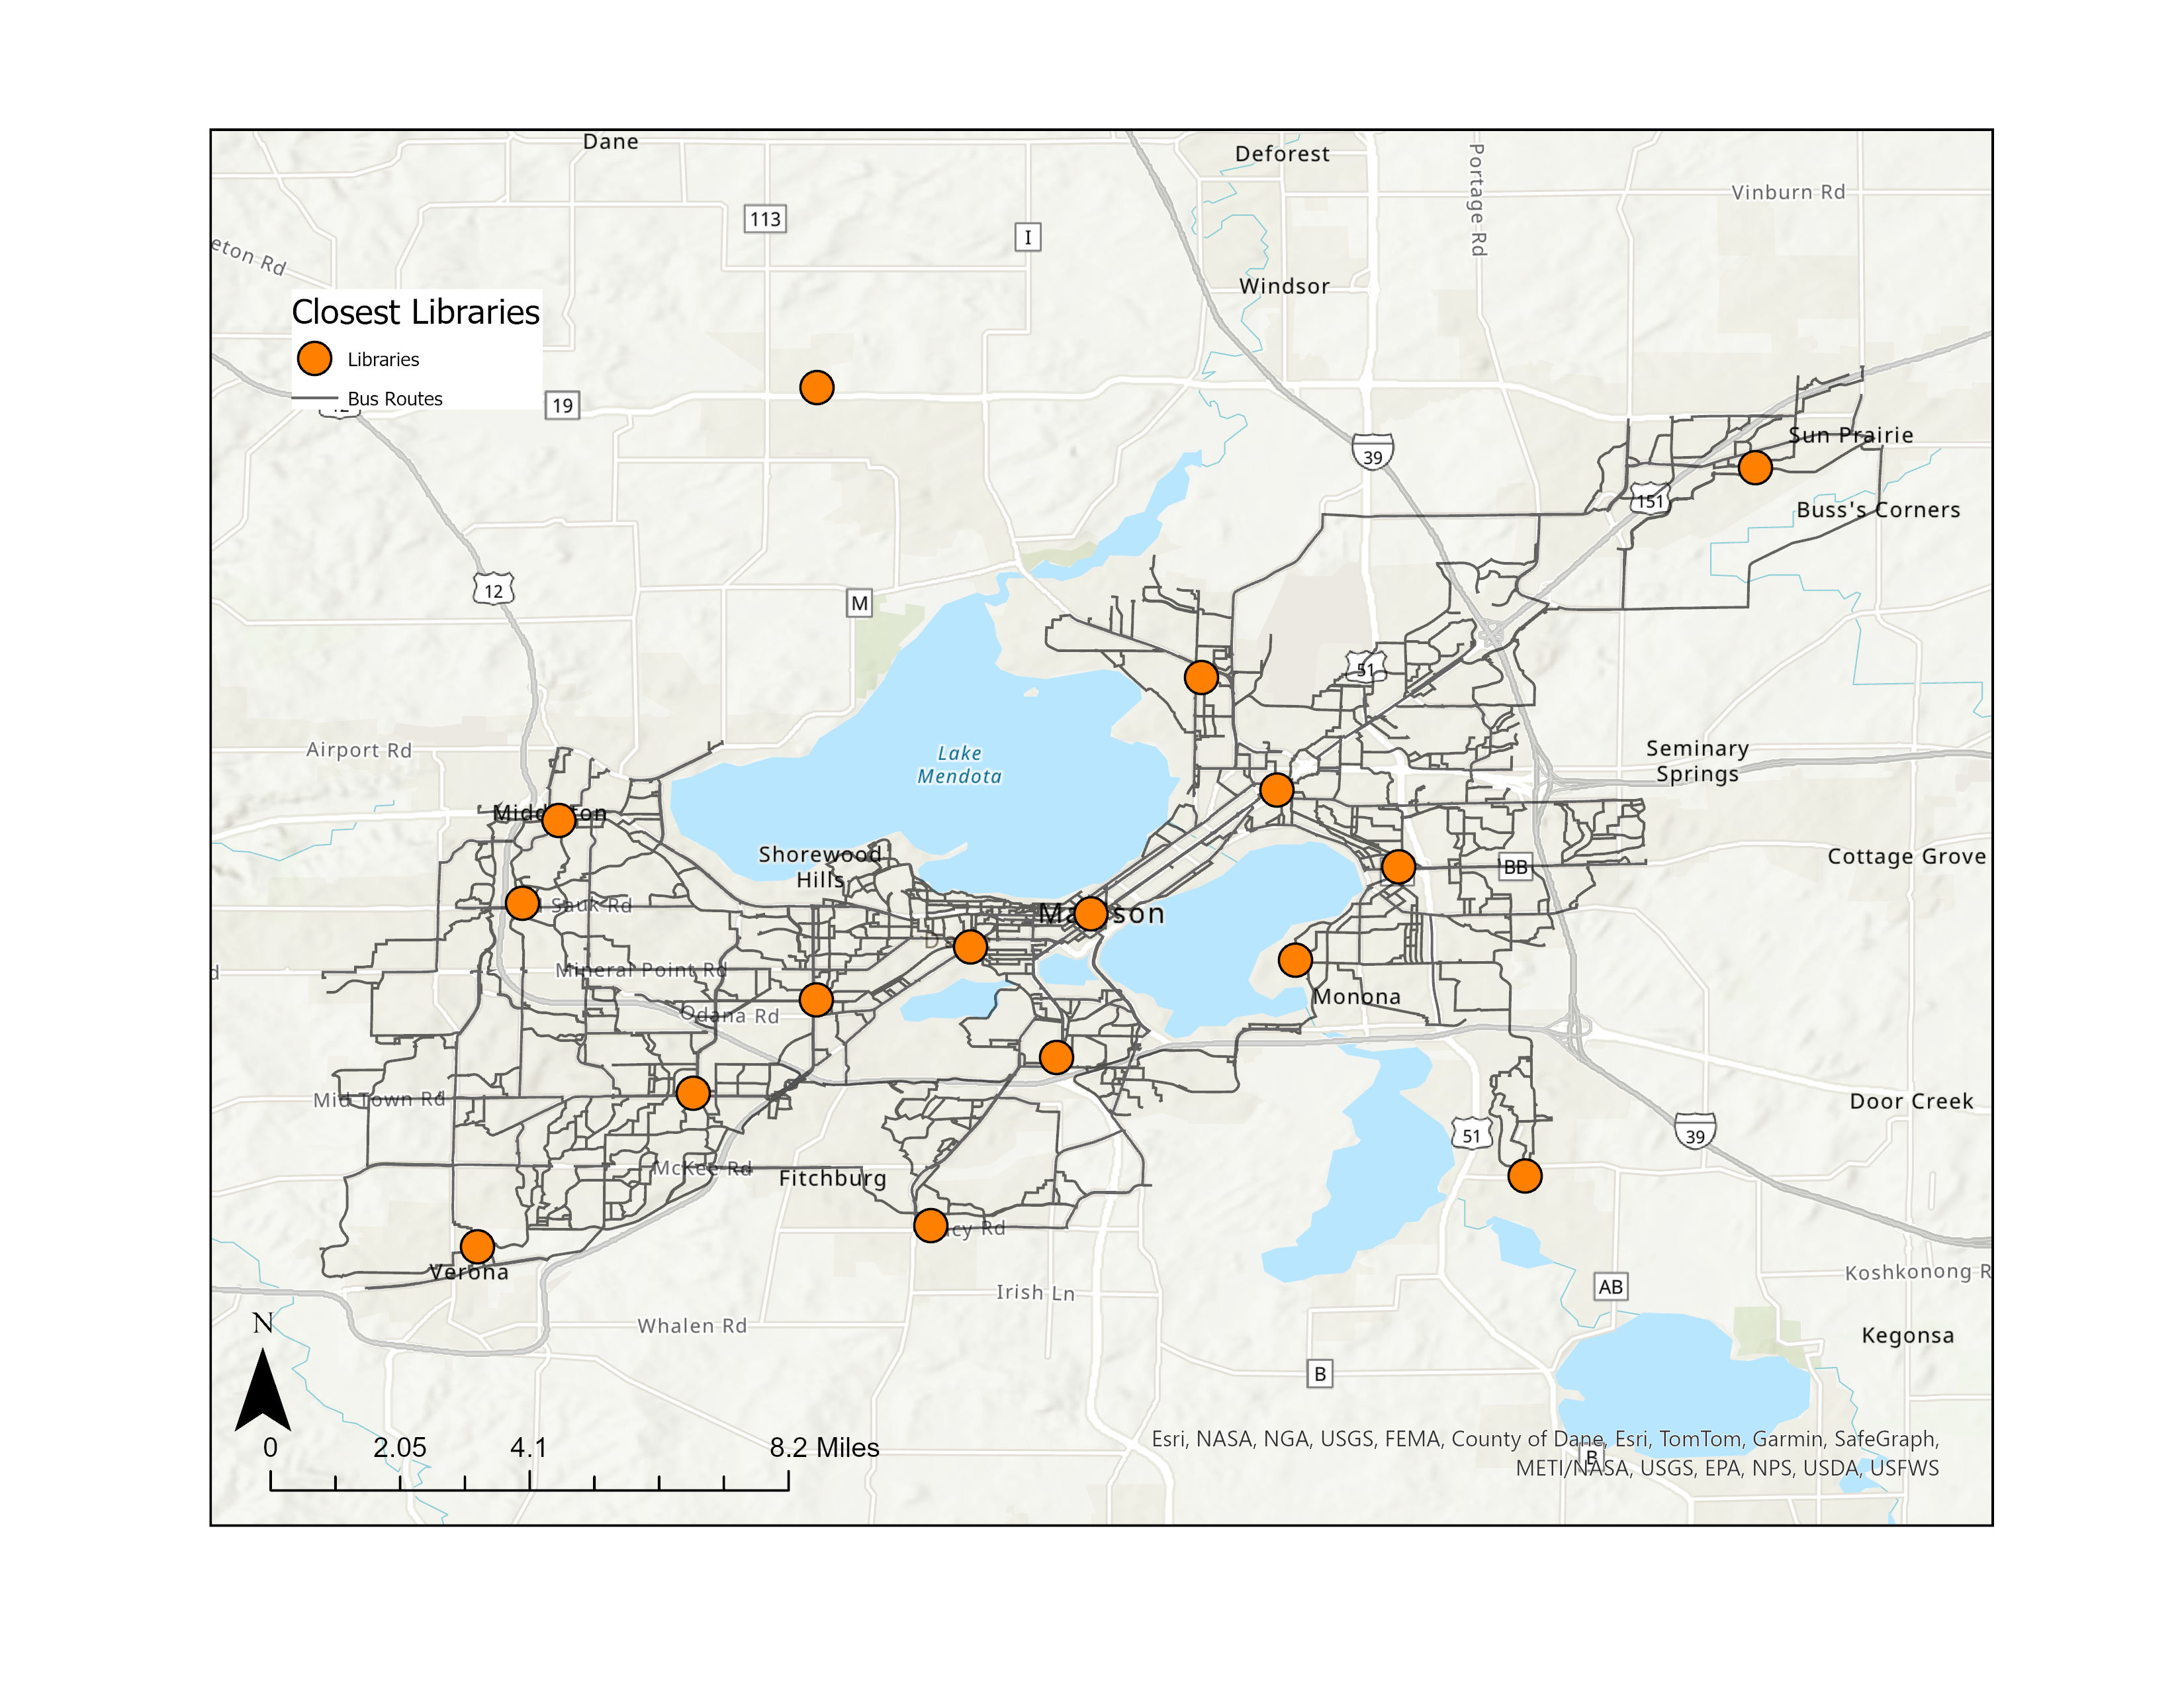 Dane
Deforest
Portage Rd
Vinburn Rd
113
I
eton Rd
Windsor
Closest Libraries
Libraries
Bus Routes
19
39
Sun Prairie
151
Buss's Corners
12
M
51
Airport Rd
Lake
Mendota
Seminary
Springs
Shorewood
Hills
BB
Cottage Grove
Sauk Rd
Mineral Point Rd
Monona
Odana Rd
Mid Town Rd
Door Creek
51
39
McKee Rd
Fitchburg
cy Rd
Verona
Irish Ln
AB
Koshkonong R
N
Whalen Rd
Kegonsa
B
0 2.05 4.1 8.2 Miles
Esri, NASA, NGA, USGS, FEMA, County of Dane, Esri, TomTom, Garmin, SafeGraph,
B
METI/NASA, USGS, EPA, NPS, USDA, USFWS